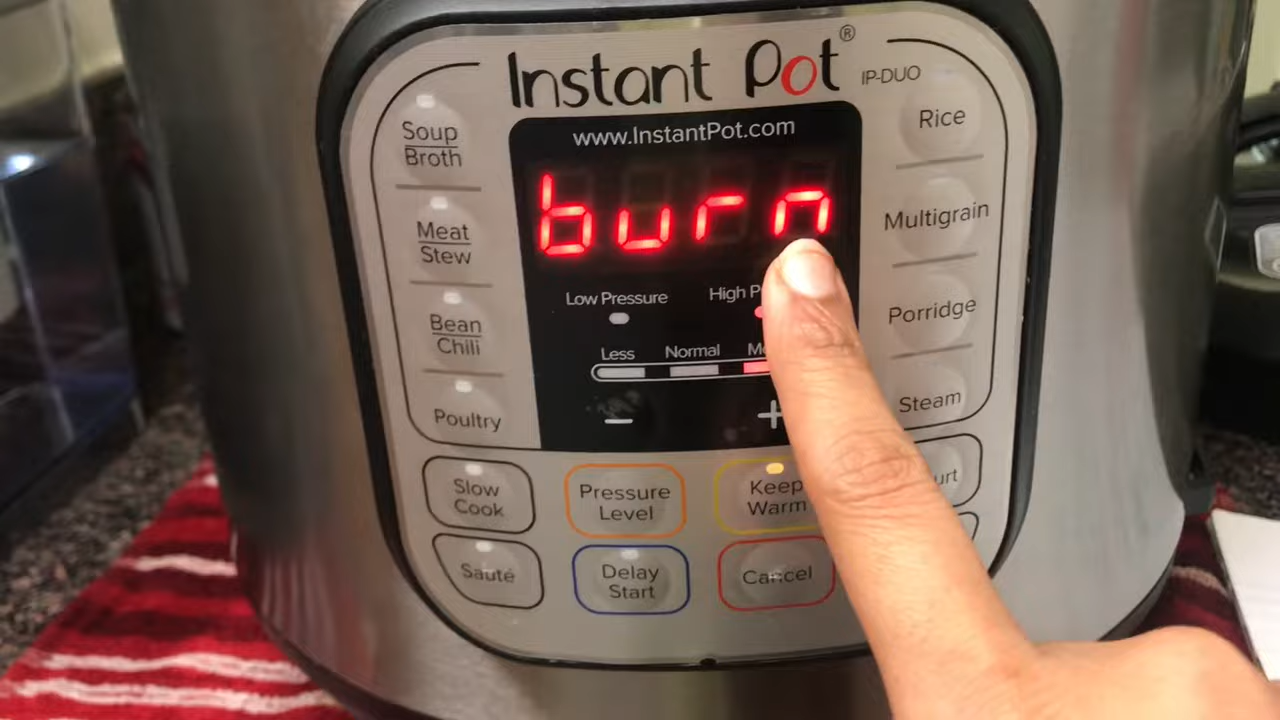 Instant Pot®
IP-DUO
www.InstantPot.com
burn
Low Pressure
High
Less
Normal
−
+
Soup
Broth
Meat
Stew
Bean
Chili
Poultry
Rice
Multigrain
Porridge
Steam
Slow
Cook
Pressure
Level
Keep
Warm
Sauté
Delay
Start
Cancel